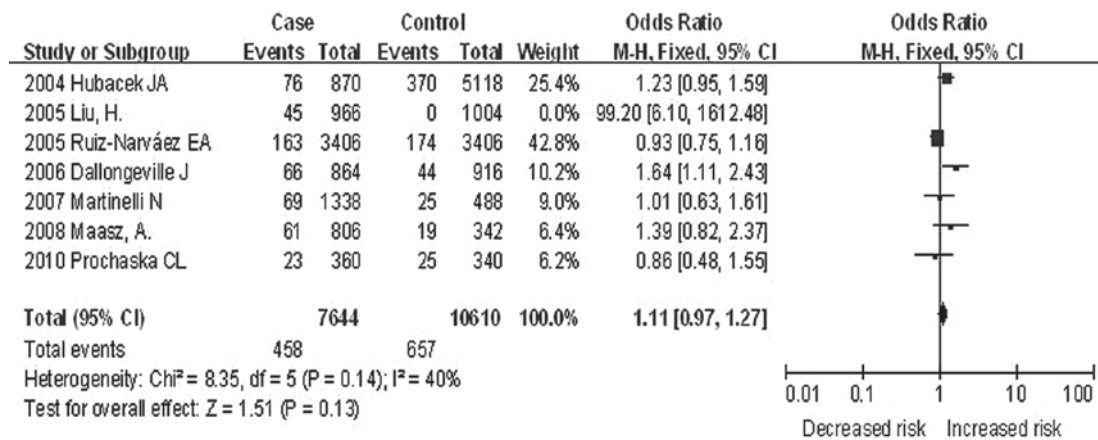 Case Control Odds Ratio Odds Ratio
Study or Subgroup Events Total Events Total Weight M-H, Fixed, 95% CI M-H, Fixed, 95% CI
2004 Hubacek JA 76 870 370 5118 25.4% 1.23 [0.95, 1.59]
2005 Liu, H. 45 966 0 1004 0.0% 99.20 [6.10, 1612.48]
2005 Ruiz-Narváez EA 163 3406 174 3406 42.8% 0.93 [0.75, 1.16]
2006 Dallongeville J 66 864 44 916 10.2% 1.64 [1.11, 2.43]
2007 Martinelli N 69 1338 25 488 9.0% 1.01 [0.63, 1.61]
2008 Maasz, A. 61 806 19 342 6.4% 1.39 [0.82, 2.37]
2010 Prochaska CL 23 360 25 340 6.2% 0.86 [0.48, 1.55]
Total (95% CI) 7644 10610 100.0% 1.11 [0.97, 1.27]
Total events 458 657
Heterogeneity: Chi² = 8.35, df = 5 (P = 0.14); I² = 40%
Test for overall effect: Z = 1.51 (P = 0.13)
0.01 0.1 1 10 100
Decreased risk Increased risk